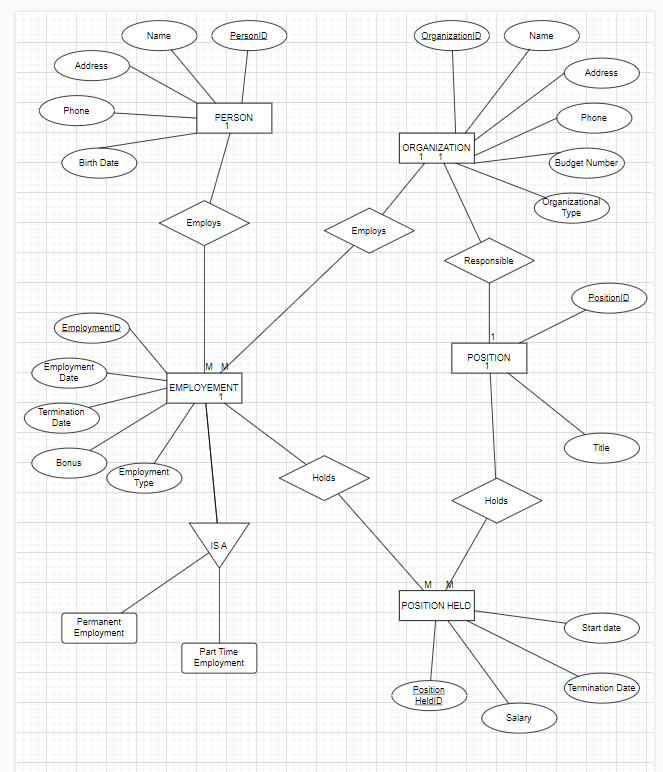 Name
PersonID
OrganizationID
Name
Address
Address
Phone
Phone
PERSON
1
ORGANIZATION
1 1
Birth Date
Budget Number
Organizational
Type
Employs
Employs
Responsible
PositionID
EmploymentID
1
POSITION
1
Employment
Date
M M
EMPLOYEMENT
1
Termination
Date
Title
Bonus
Employment
Type
Holds
Holds
IS A
M M
POSITION HELD
Permanent
Employment
Start date
Part Time
Employment
Termination Date
Position
HeldID
Salary